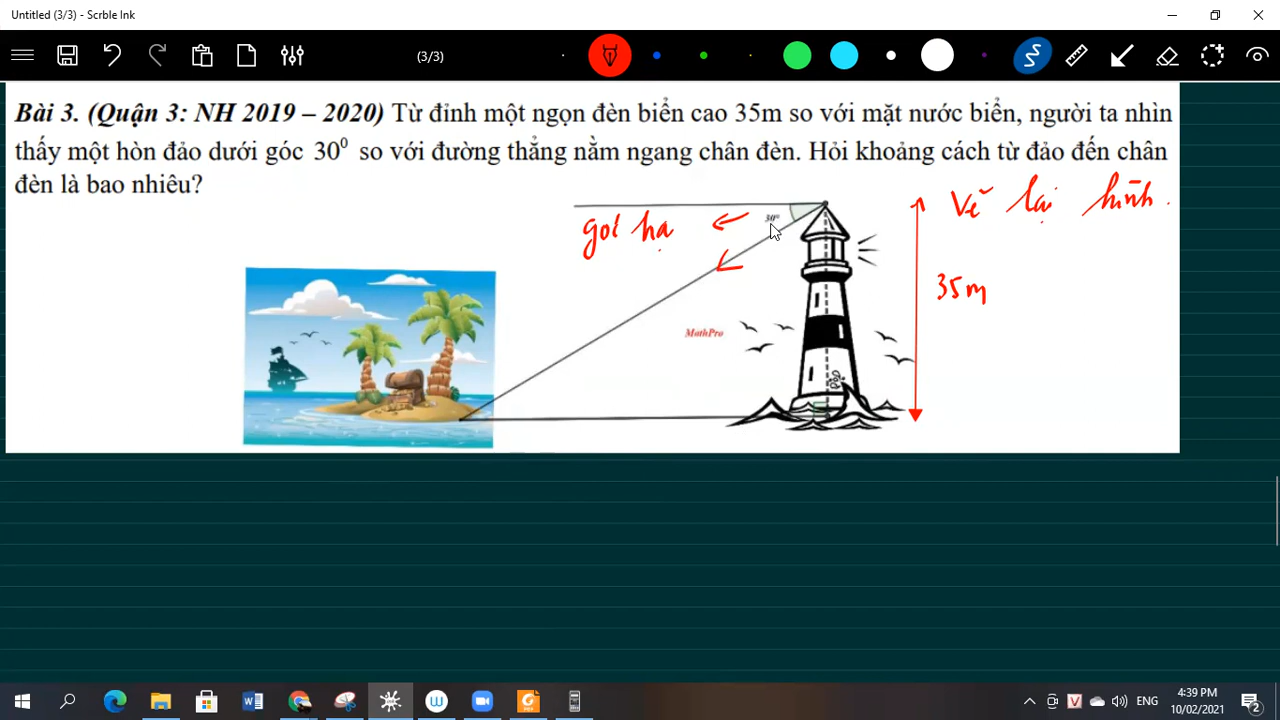 Untitled (3/3) - Scrble Ink
(3/3)
Bài 3. (Quận 3: NH 2019 – 2020) Từ đỉnh một ngọn đèn biển cao 35m so với mặt nước biển, người ta nhìn
thấy một hòn đảo dưới góc 30⁰ so với đường thẳng nằm ngang chân đèn. Hỏi khoảng cách từ đảo đến chân
đèn là bao nhiêu?
Vẽ lại hình.
30°
góc hạ
35m
MathPro
ENG
4:39 PM
10/02/2021
2